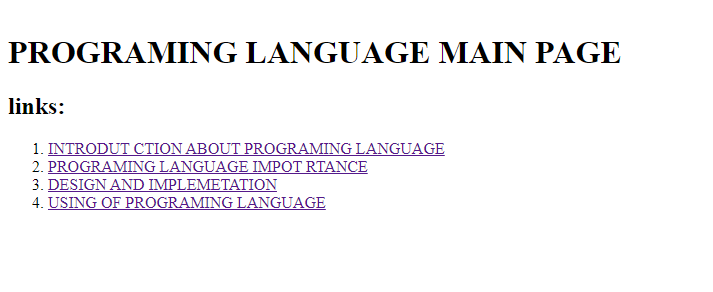 PROGRAMING LANGUAGE MAIN PAGE
links:
1. INTRODUT CTION ABOUT PROGRAMING LANGUAGE
2. PROGRAMING LANGUAGE IMPOT RTANCE
3. DESIGN AND IMPLEMETATION
4. USING OF PROGRAMING LANGUAGE